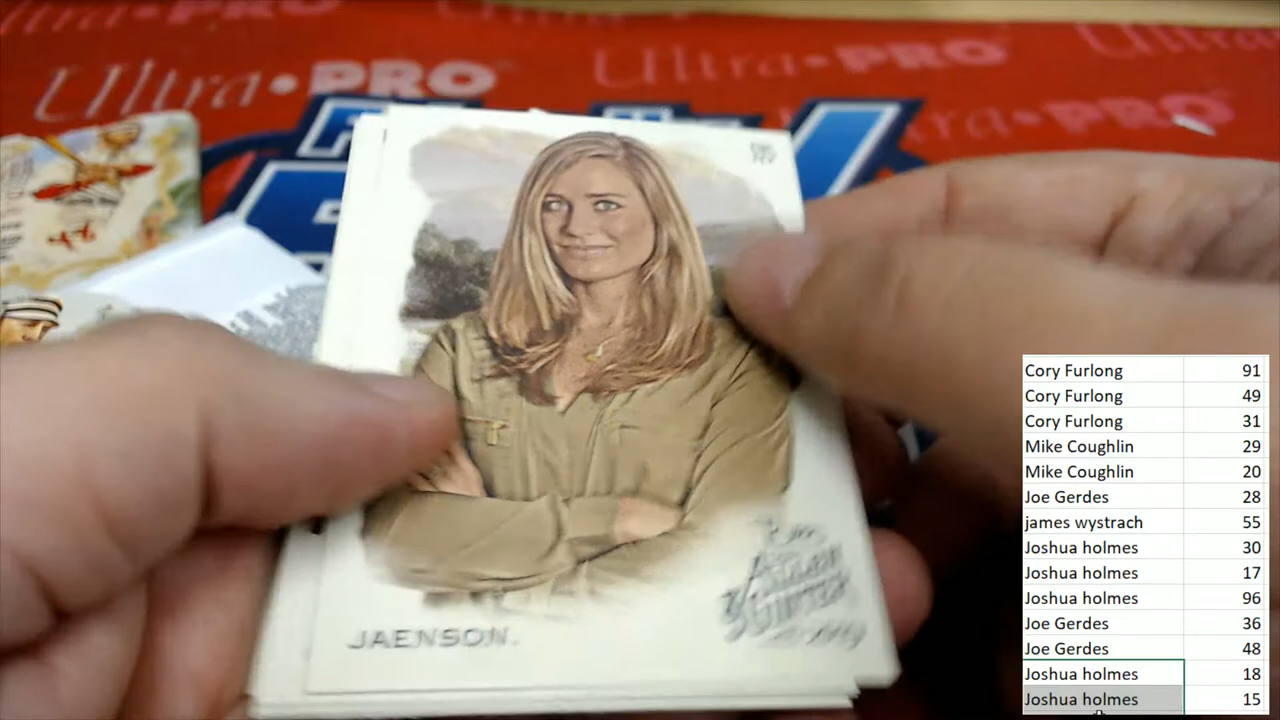 Ultra•PRO
Ultra•PRO
Ultra•PRO
JAENSON.
Cory Furlong 91
Cory Furlong 49
Cory Furlong 31
Mike Coughlin 29
Mike Coughlin 20
Joe Gerdes 28
james wystrach 55
Joshua holmes 30
Joshua holmes 17
Joshua holmes 96
Joe Gerdes 36
Joe Gerdes 48
Joshua holmes 18
Joshua holmes 15